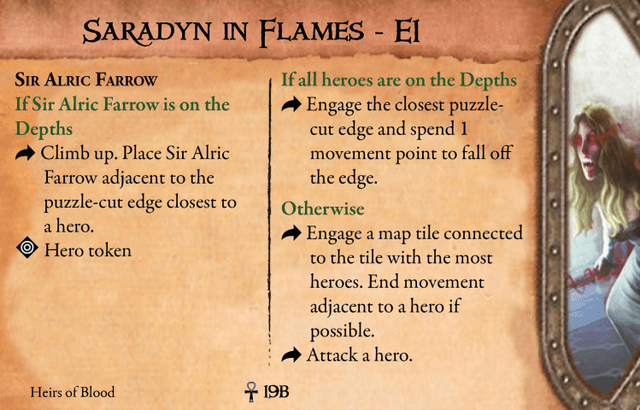 Saradyn in Flames - E1
Sir Alric Farrow
If Sir Alric Farrow is on the
Depths
Climb up. Place Sir Alric
Farrow adjacent to the
puzzle-cut edge closest to
a hero.
Hero token
If all heroes are on the Depths
Engage the closest puzzle-
cut edge and spend 1
movement point to fall off
the edge.
Otherwise
Engage a map tile connected
to the tile with the most
heroes. End movement
adjacent to a hero if
possible.
Attack a hero.
Heirs of Blood
19B